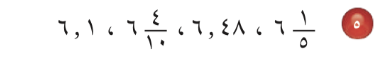 ٥ ٦ ١/٥ ، ٦,٤٨ ، ٦ ٤/١٠ ، ٦,١